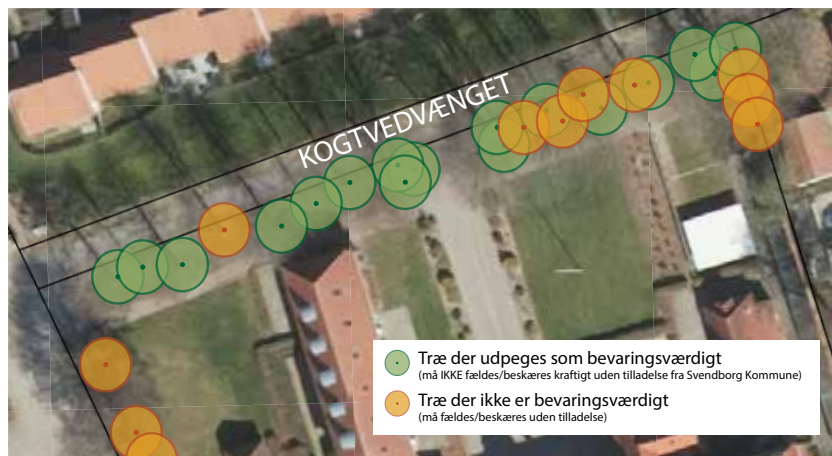 KOGTVEDVÆNGET
Træ der udpeges som bevaringsværdigt
(må IKKE fældes/beskæres kraftigt uden tilladelse fra Svendborg Kommune)
Træ der ikke er bevaringsværdigt
(må fældes/beskæres uden tilladelse)